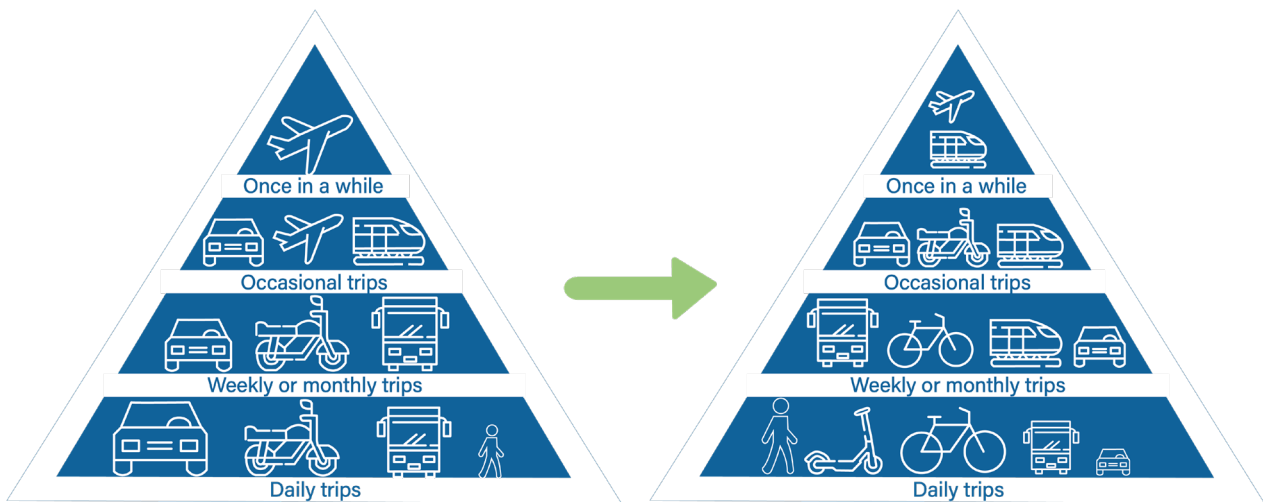 Once in a while
Occasional trips
Weekly or monthly trips
Daily trips
Once in a while
Occasional trips
Weekly or monthly trips
Daily trips